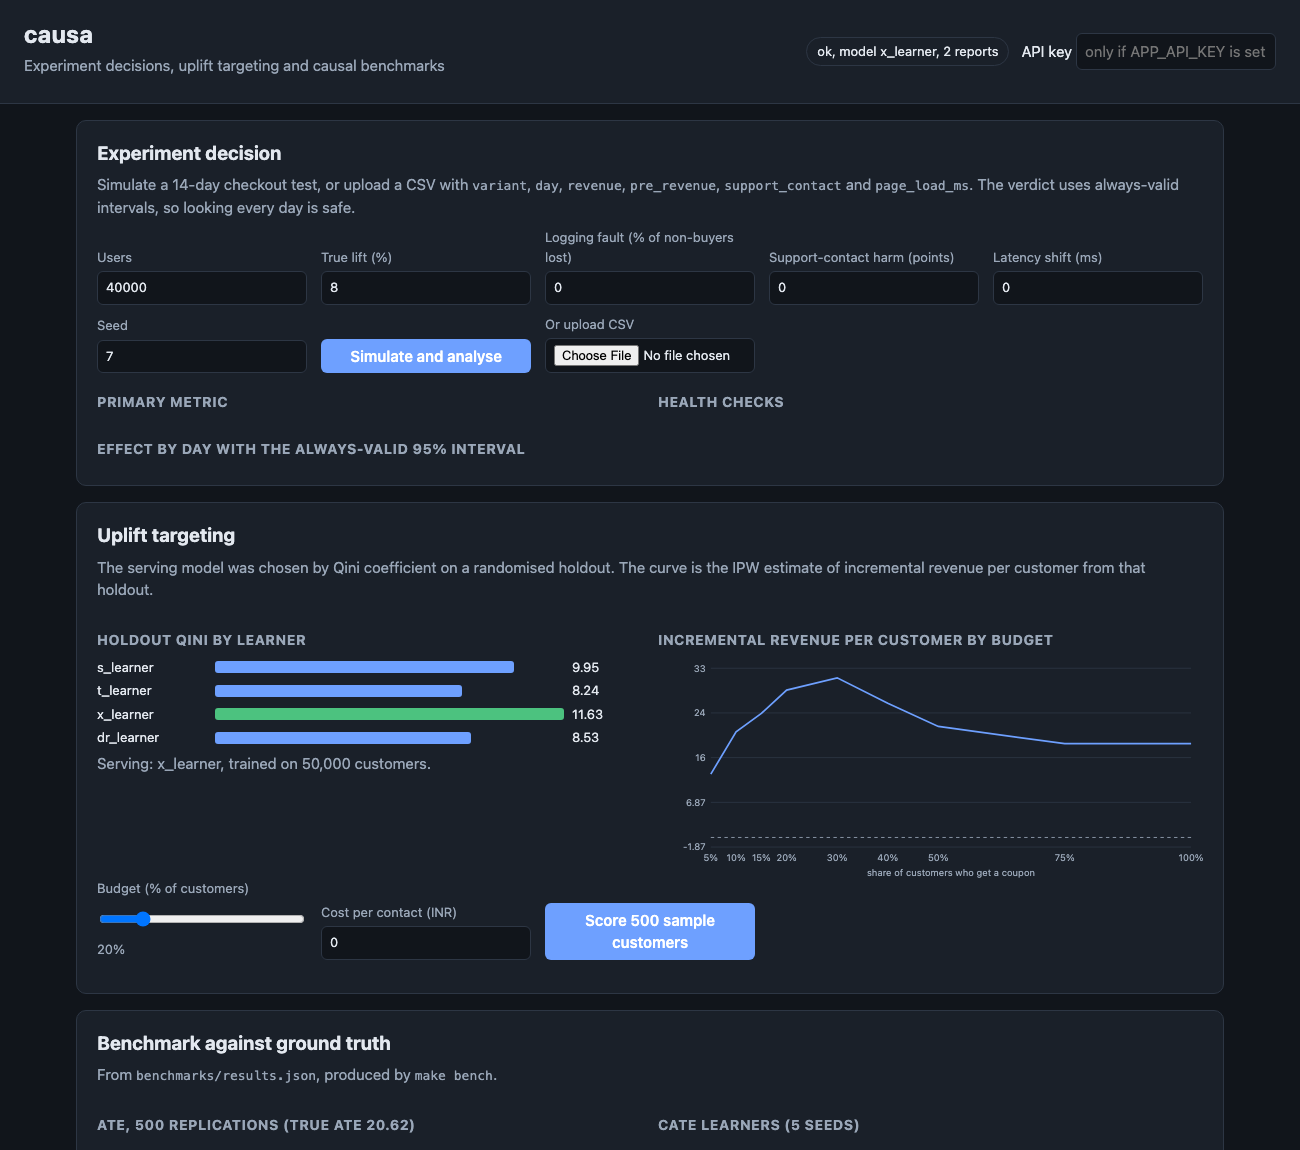 causa
Experiment decisions, uplift targeting and causal benchmarks
ok, model x_learner, 2 reports
API key
only if APP_API_KEY is set
Experiment decision
Simulate a 14-day checkout test, or upload a CSV with variant, day, revenue, pre_revenue, support_contact and page_load_ms. The verdict uses always-valid
intervals, so looking every day is safe.
Users
True lift (%)
Logging fault (% of non-buyers
lost)
Support-contact harm (points)
Latency shift (ms)
40000
8
0
0
0
Seed
Or upload CSV
7
Simulate and analyse
Choose File No file chosen
PRIMARY METRIC
HEALTH CHECKS
EFFECT BY DAY WITH THE ALWAYS-VALID 95% INTERVAL
Uplift targeting
The serving model was chosen by Qini coefficient on a randomised holdout. The curve is the IPW estimate of incremental revenue per customer from that
holdout.
HOLDOUT QINI BY LEARNER
s_learner 9.95
t_learner 8.24
x_learner 11.63
dr_learner 8.53
Serving: x_learner, trained on 50,000 customers.
INCREMENTAL REVENUE PER CUSTOMER BY BUDGET
33
24
16
6.87
-1.87
5% 10% 15% 20% 30% 40% 50% 75% 100%
share of customers who get a coupon
Budget (% of customers)
20%
Cost per contact (INR)
0
Score 500 sample
customers
Benchmark against ground truth
From benchmarks/results.json, produced by make bench.
ATE, 500 REPLICATIONS (TRUE ATE 20.62)
CATE LEARNERS (5 SEEDS)